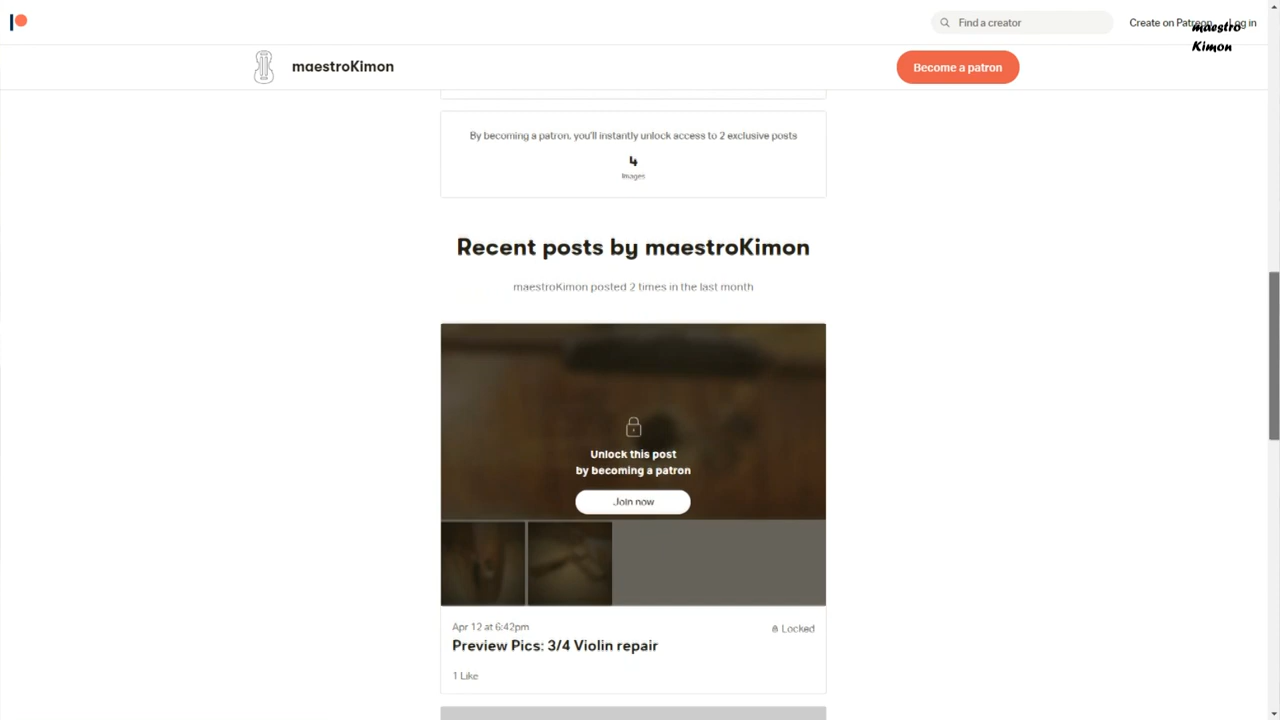 Find a creator
Create on Patreon
Log in
maestro
Kimon
maestroKimon
Become a patron
By becoming a patron, you'll instantly unlock access to 2 exclusive posts
4
Images
Recent posts by maestroKimon
maestroKimon posted 2 times in the last month
Unlock this post
by becoming a patron
Join now
Apr 12 at 6:42pm
Locked
Preview Pics: 3/4 Violin repair
1 Like